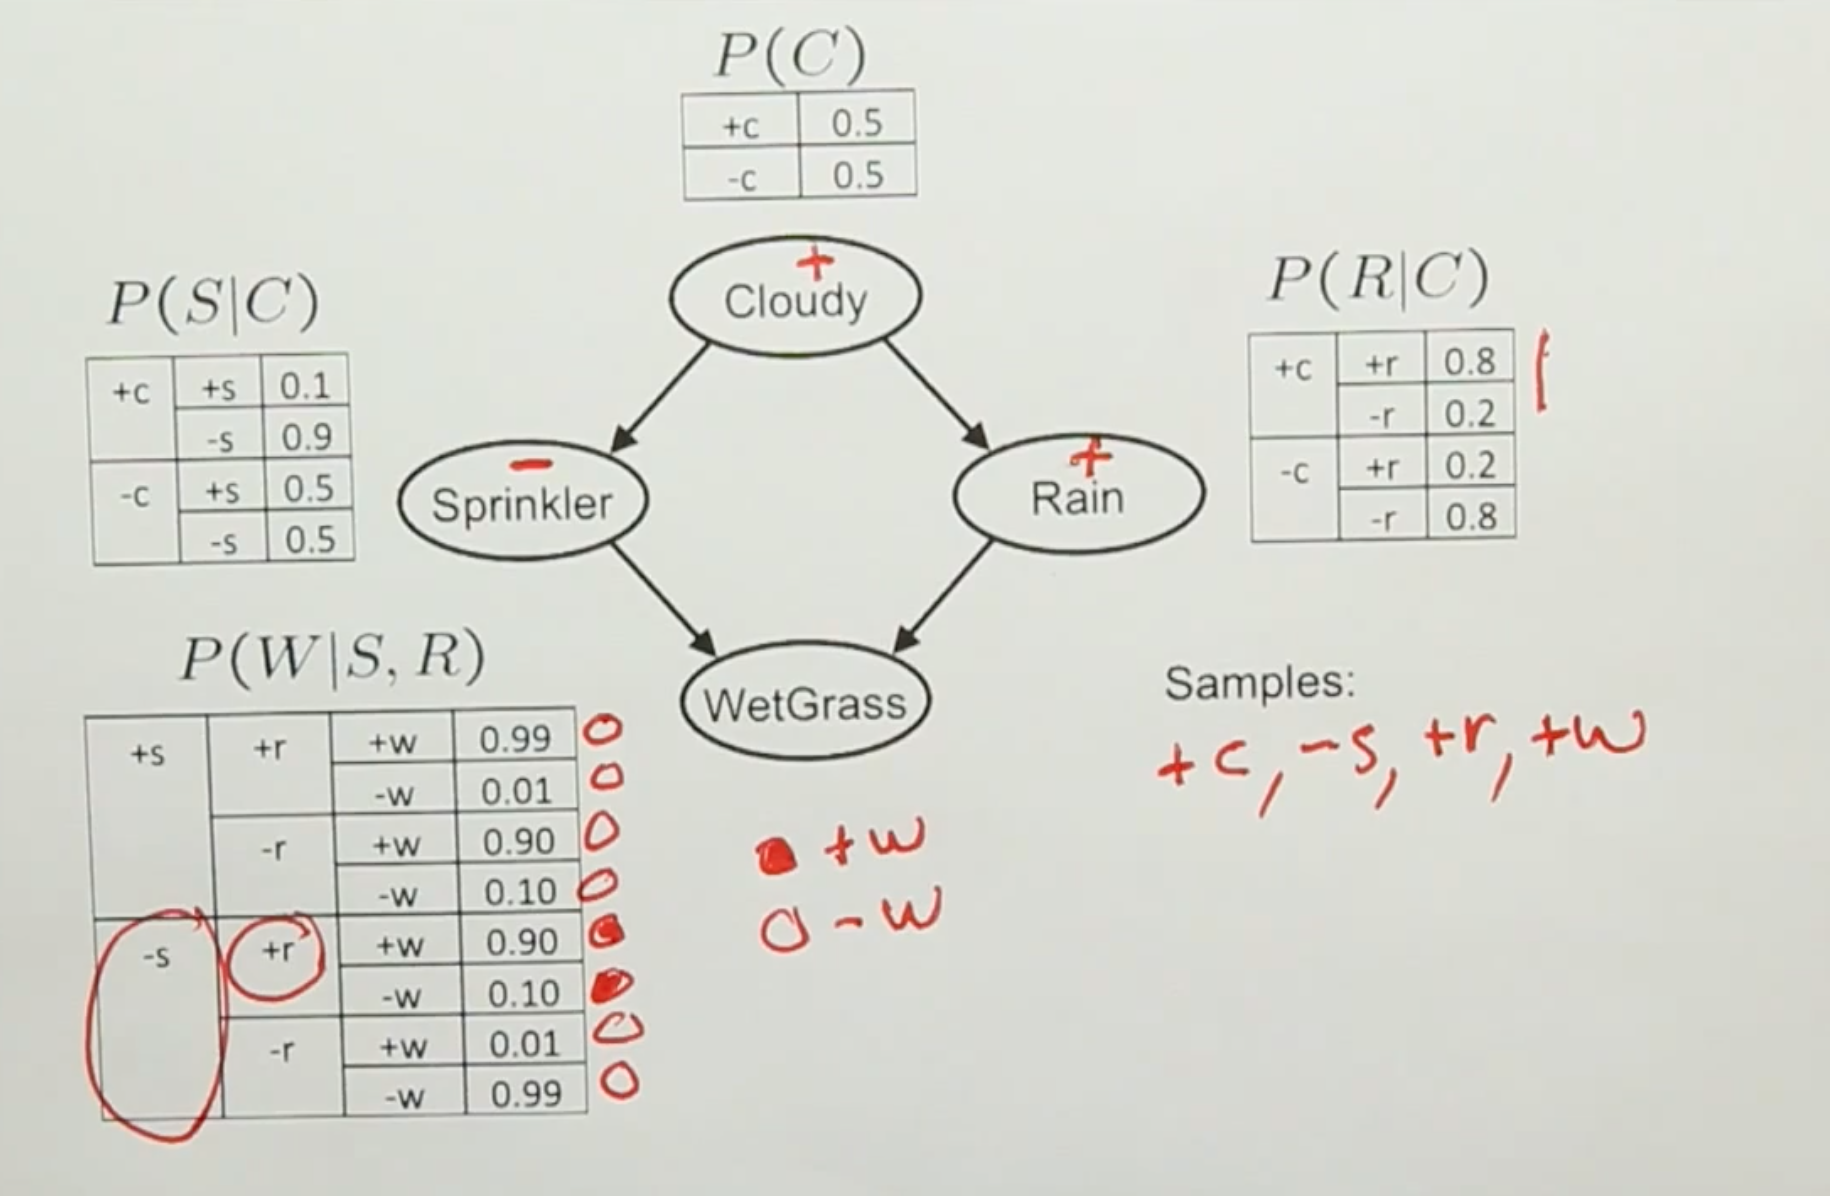 P(C)
+c 0.5
-c 0.5
+
Cloudy
P(S|C)
+c +s 0.1
-s 0.9
-c +s 0.5
-s 0.5
P(R|C)
+c +r 0.8
-r 0.2
-c +r 0.2
-r 0.8
-
Sprinkler
+
Rain
P(W|S, R)
+s +r +w 0.99
-w 0.01
-r +w 0.90
-w 0.10
-s +r +w 0.90
-w 0.10
-r +w 0.01
-w 0.99
WetGrass
+w
-w
Samples:
+c, -s, +r, +w